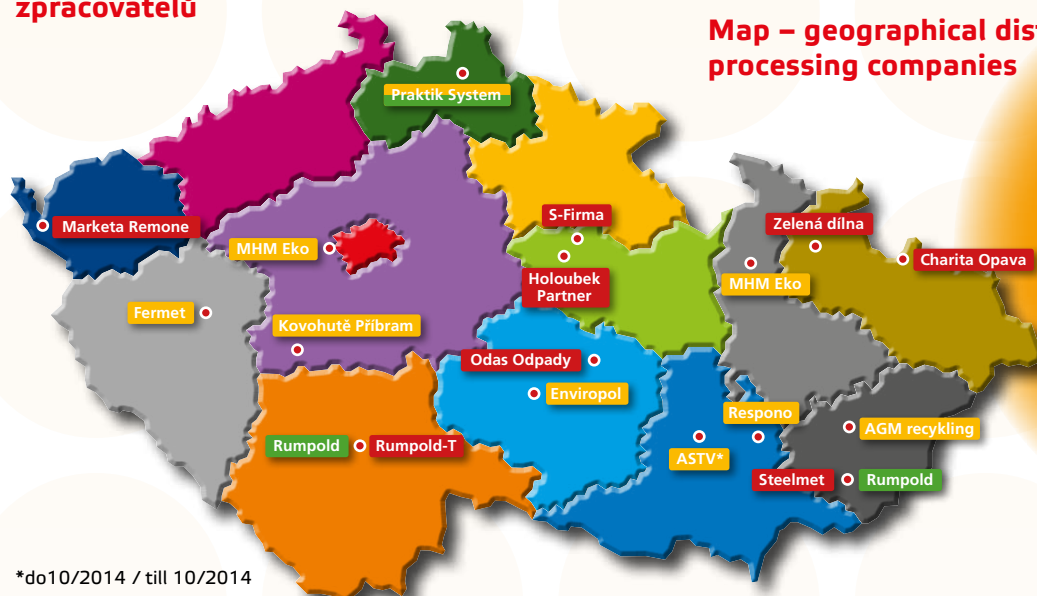 zpracovatelů
Map – geographical
processing companies
Praktik System
Marketa Remone
MHM Eko
S-Firma
Zelená dílna
Charita Opava
Holoubek
Partner
MHM Eko
Fermet
Kovohutě Příbram
Odas Odpady
Enviropol
Respono
AGM recykling
Rumpold
Rumpold-T
ASTV*
Steelmet
Rumpold
*do10/2014 / till 10/2014